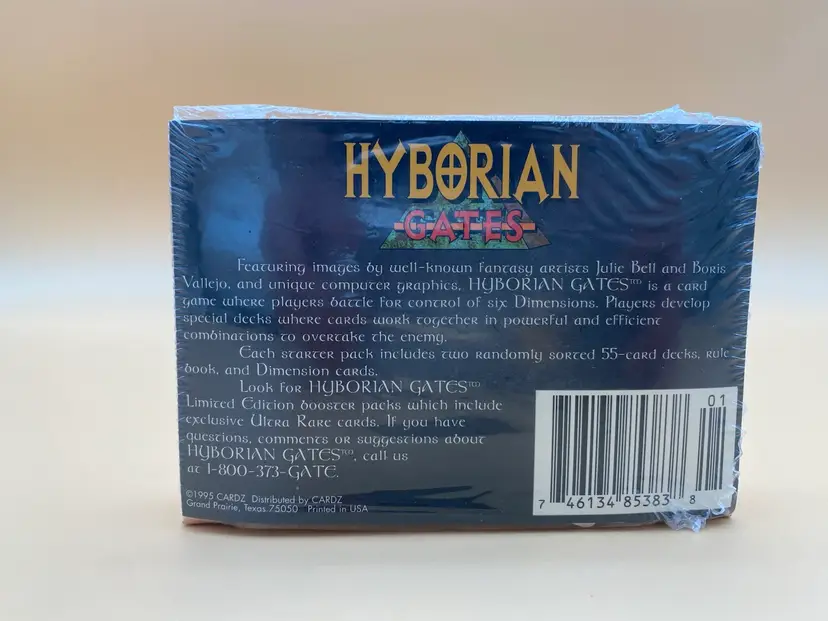 HYBORIAN
GATES
Featuring images by well-known fantasy artists Julie Bell and Boris
Vallejo, and unique computer graphics, HYBORIAN GATES™ is a card
game where players battle for control of six Dimensions. Players develop
special decks where cards work together in powerful and efficient
combinations to overtake the enemy.
Each starter pack includes two randomly sorted 55-card decks, rule
book, and Dimension cards.
Look for HYBORIAN GATES™
Limited Edition booster packs which include
exclusive Ultra Rare cards. If you have
questions, comments or suggestions about
HYBORIAN GATES™, call us
at 1-800-373-GATE.
©1995 CARDZ Distributed by CARDZ
Grand Prairie, Texas 75050 Printed in USA
01
7 46134 85383 8